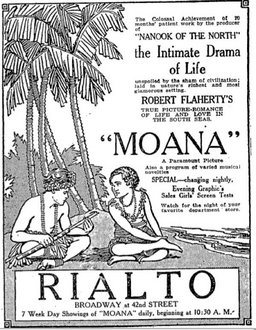 The Colossal Achievement of 20
months' patient work by the producer
of
"NANOOK OF THE NORTH"
the Intimate Drama
of Life
unspoiled by the sham of civilization;
laid in nature's richest and most
glamorous setting.
ROBERT FLAHERTY'S
TRUE PICTURE-ROMANCE
OF LIFE AND LOVE IN
THE SOUTH SEAS.
"MOANA"
A Paramount Picture
Also a program of varied musical
novelties
SPECIAL—changing nightly,
Evening Graphic's
Sales Girls' Screen Tests
Watch for the night of your
favorite department store.
RIALTO
BROADWAY at 42nd STREET
7 Week Day Showings of "MOANA" daily, beginning at 10:30 A. M.